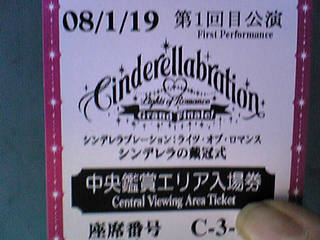 08/1/19 第1回目公演
First Performance
Cinderellabration
Lights of Romance
Grand Finale!
シンデレラブレーション:ライツ・オブ・ロマンス
シンデレラの戴冠式
中央鑑賞エリア入場券
Central Viewing Area Ticket
座席番号 C-3-